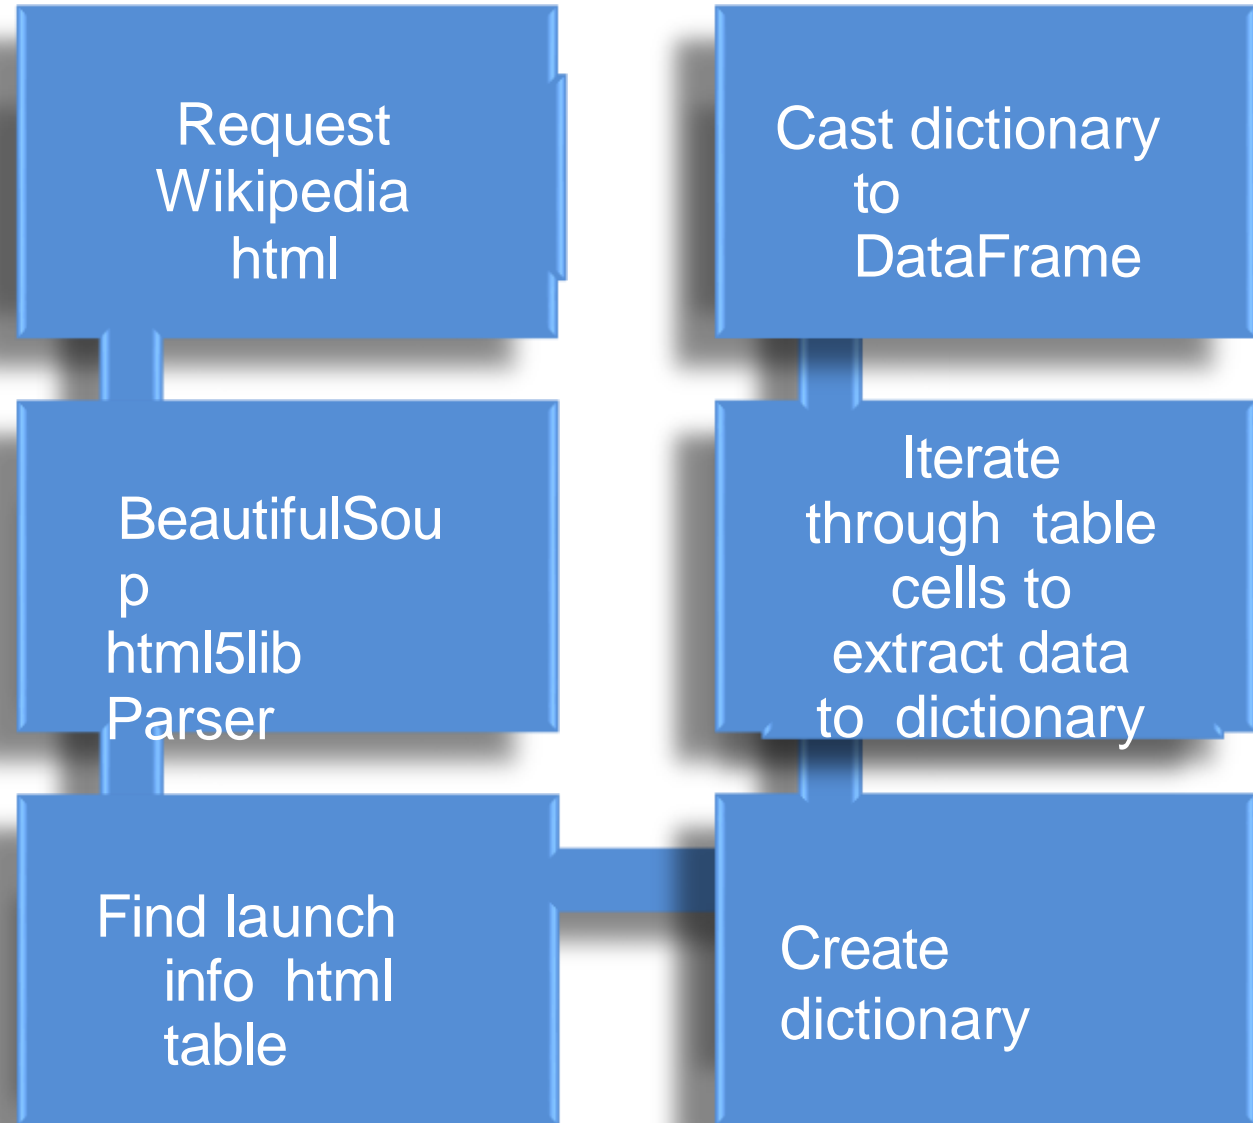 Request
Wikipedia
html
BeautifulSou
p
html5lib
Parser
Find launch
info html
table
Create
dictionary
Iterate
through table
cells to
extract data
to dictionary
Cast dictionary
to
DataFrame